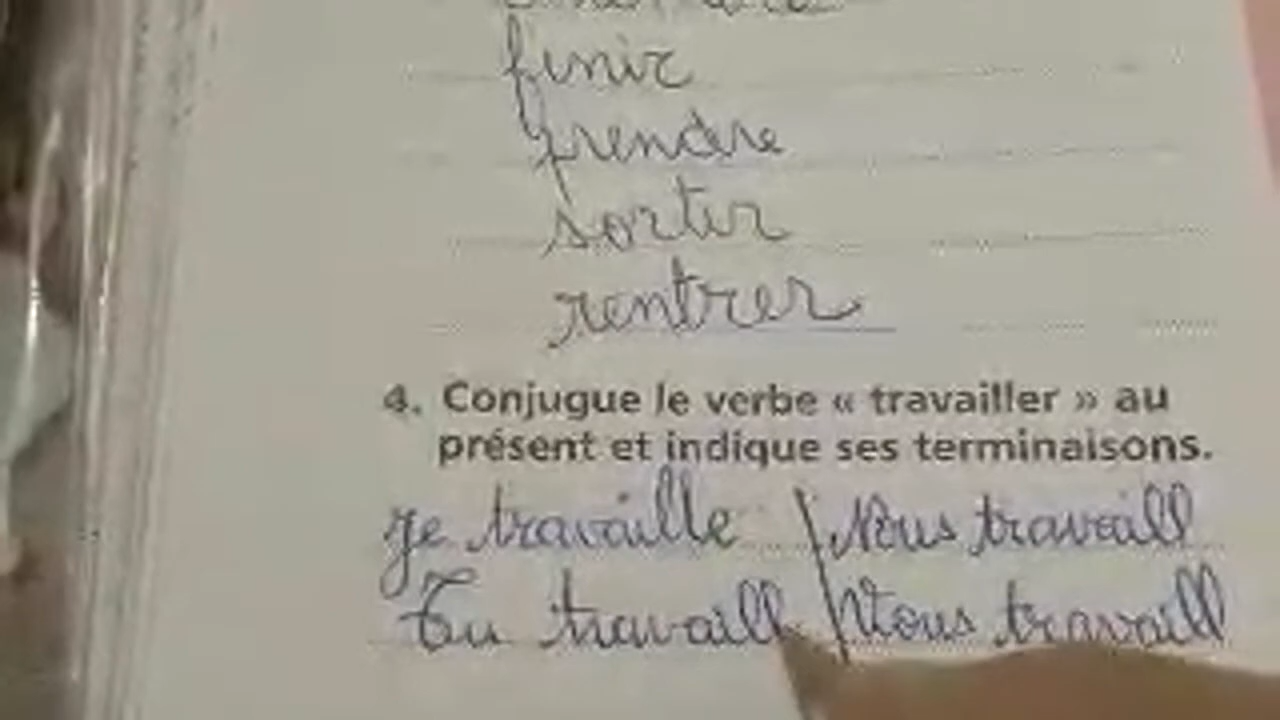 finir
prendre
sortir
rentrer
4. Conjugue le verbe « travailler » au
présent et indique ses terminaisons.
Je travaille / Nous travaill
Tu travaill / Vous travaill